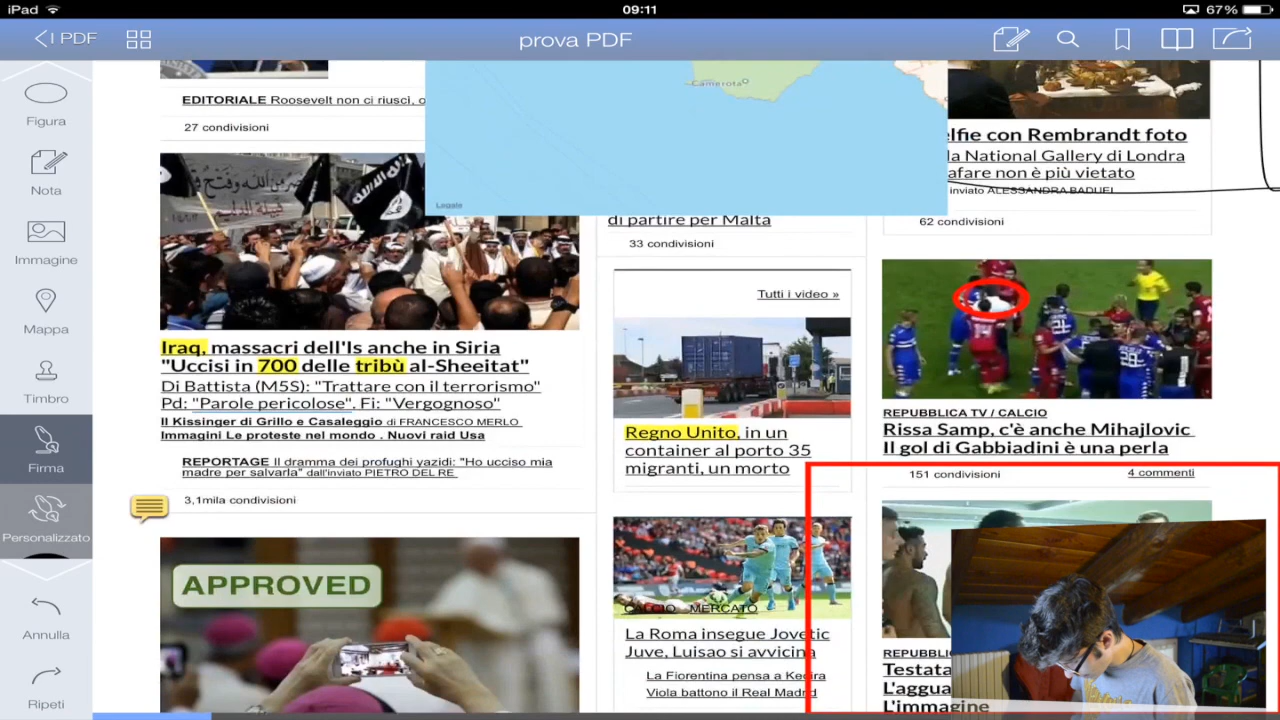 iPad
09:11
67%
I PDF
prova PDF
Figura
Nota
Immagine
Mappa
Timbro
Firma
Personalizzato
Annulla
Ripeti
EDITORIALE Roosevelt non ci riuscì, o
27 condivisioni
Iraq, massacri dell'Is anche in Siria
"Uccisi in 700 delle tribù al-Sheeitat"
Di Battista (M5S): "Trattare con il terrorismo"
Pd: "Parole pericolose". Fi: "Vergognoso"
Il Kissinger di Grillo e Casaleggio di FRANCESCO MERLO
Immagini Le proteste nel mondo . Nuovi raid Usa
REPORTAGE Il dramma dei profughi yazidi: "Ho ucciso mia
madre per salvarla" dall'inviato PIETRO DEL RE
3,1mila condivisioni
APPROVED
Camerota
Legale
di partire per Malta
33 condivisioni
Tutti i video »
Regno Unito, in un
container al porto 35
migranti, un morto
CALCIO MERCATO
La Roma insegue Jovetic
Juve, Luisao si avvicina
La Fiorentina pensa a Kedira
Viola battono il Real Madrid
elfie con Rembrandt foto
la National Gallery di Londra
afare non è più vietato
inviato ALESSANDRA BADUEL
62 condivisioni
REPUBBLICA TV / CALCIO
Rissa Samp, c'è anche Mihajlovic
Il gol di Gabbiadini è una perla
151 condivisioni
4 commenti
REPUBBL
Testata
L'aggua
L'immagine